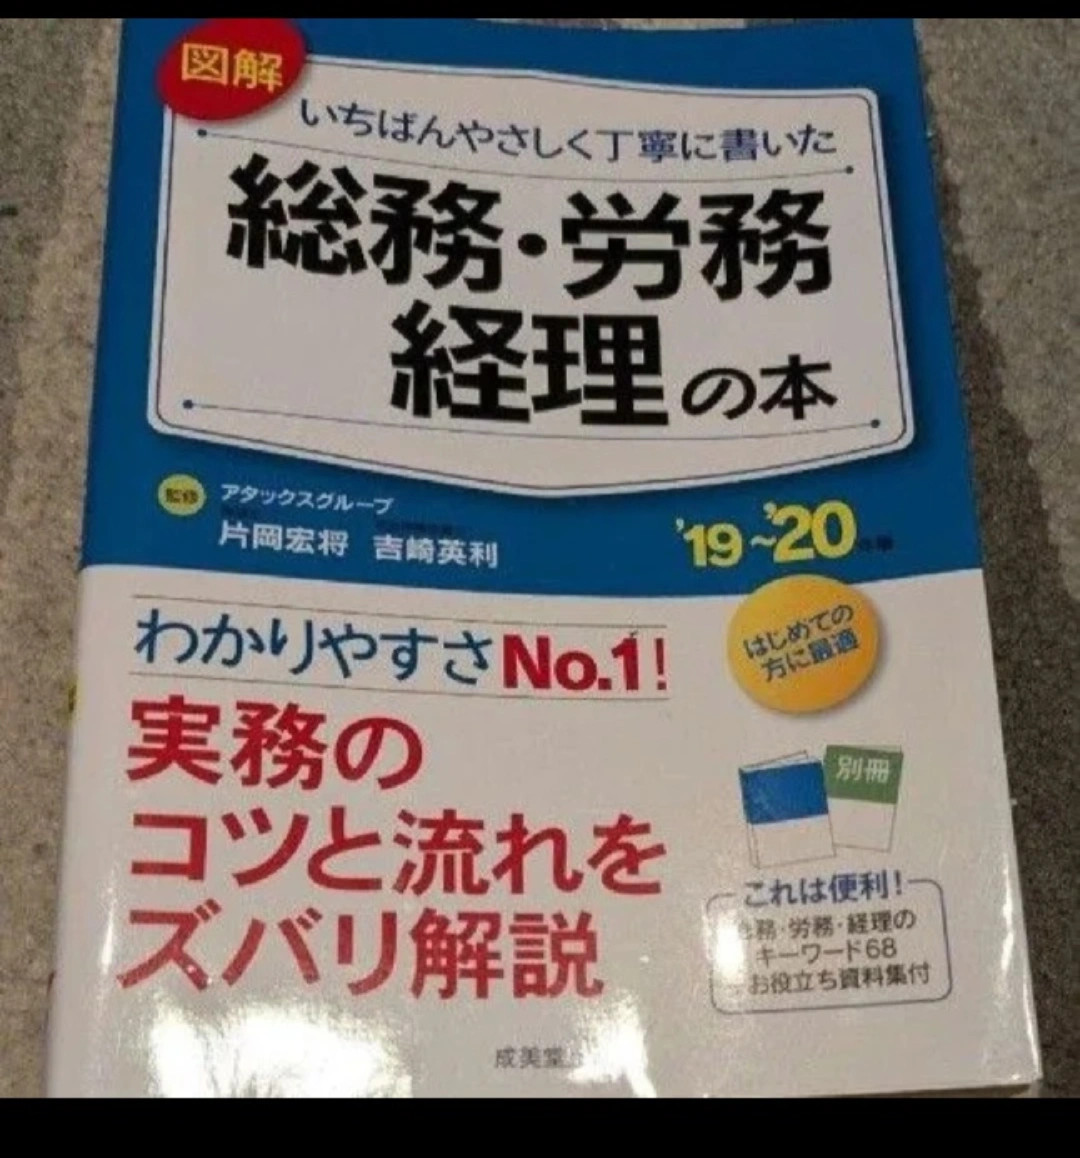 図解
いちばんやさしく丁寧に書いた
総務・労務
経理の本
監修
アタックスグループ
片岡宏将 吉崎英利
'19~'20
わかりやすさNo.1!
はじめての
方に最適
実務の
コツと流れを
ズバリ解説
別冊
これは便利!
務・労務・経理の
キーワード68
お役立ち資料集付
成美堂